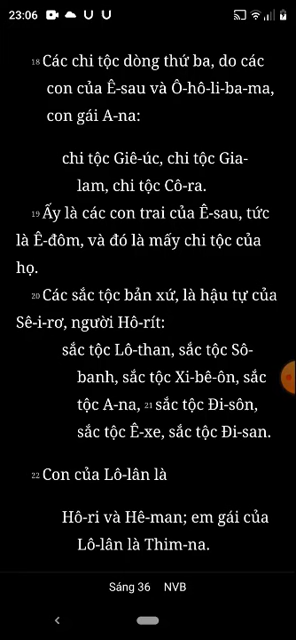 23:06
18 Các chi tộc dòng thứ ba, do các
con của Ê-sau và Ô-hô-li-ba-ma,
con gái A-na:
chi tộc Giê-úc, chi tộc Gia-
lam, chi tộc Cô-ra.
19 Ấy là các con trai của Ê-sau, tức
là Ê-đôm, và đó là mấy chi tộc của
họ.
20 Các sắc tộc bản xứ, là hậu tự của
Sê-i-rơ, người Hô-rít:
sắc tộc Lô-than, sắc tộc Sô-
banh, sắc tộc Xi-bê-ôn, sắc
tộc A-na, 21 sắc tộc Đi-sôn,
sắc tộc Ê-xe, sắc tộc Đi-san.
22 Con của Lô-lân là
Hô-ri và Hê-man; em gái của
Lô-lân là Thim-na.
Sáng 36 NVB